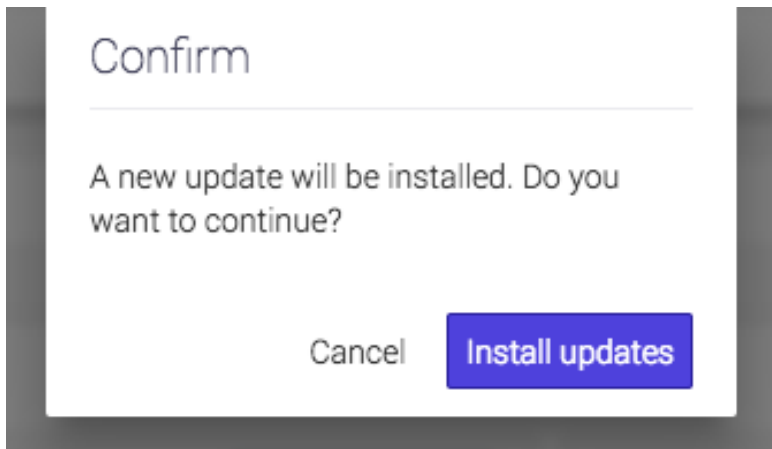 Confirm
A new update will be installed. Do you
want to continue?
Cancel
Install updates